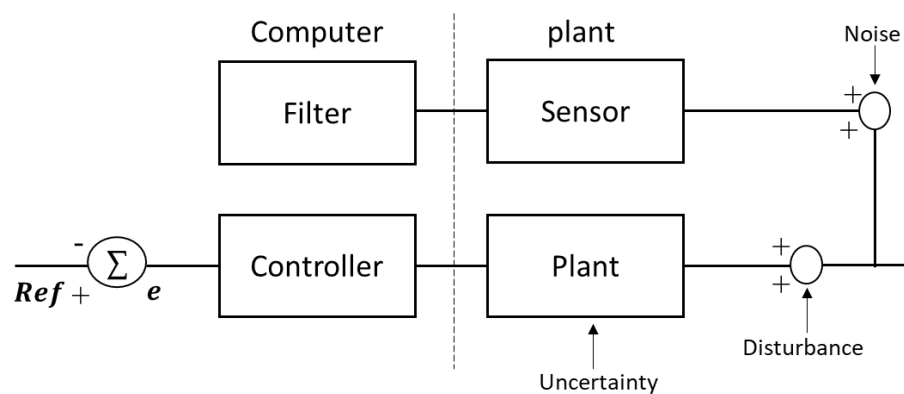 Computer
plant
Noise
Filter
Sensor
+
+
-
Σ
Ref +
e
Controller
Plant
+
+
Disturbance
Uncertainty